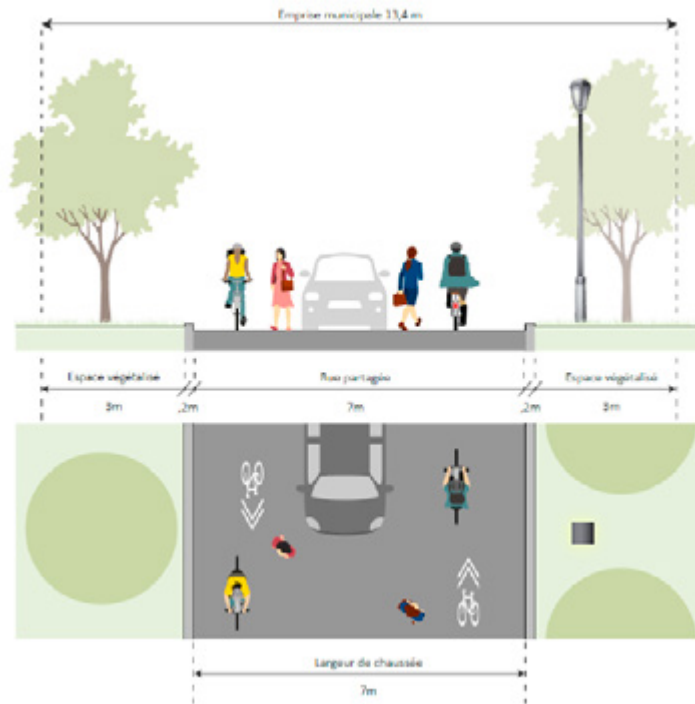 Emprise municipale 13,4 m
Espace végétalisé Rue partagée Espace végétalisé
3m .2m 7m .2m 3m
Largeur de chaussée
7m